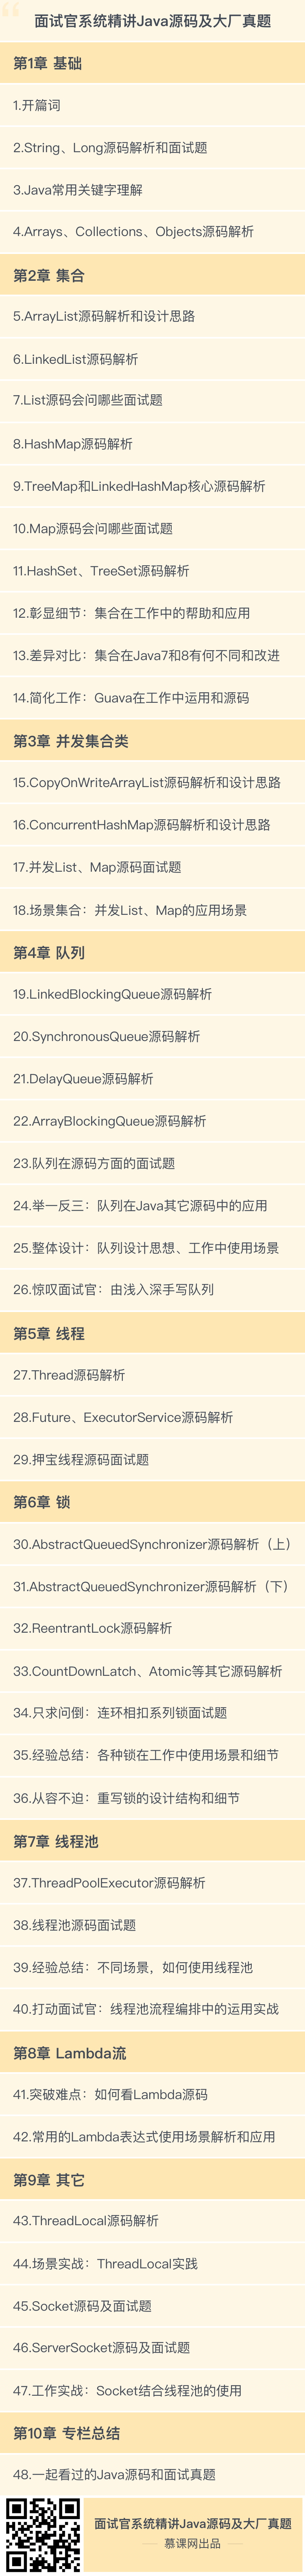 面试官系统精讲Java源码及大厂真题
第1章 基础
1.开篇词
2.String、Long源码解析和面试题
3.Java常用关键字理解
4.Arrays、Collections、Objects源码解析
第2章 集合
5.ArrayList源码解析和设计思路
6.LinkedList源码解析
7.List源码会问哪些面试题
8.HashMap源码解析
9.TreeMap和LinkedHashMap核心源码解析
10.Map源码会问哪些面试题
11.HashSet、TreeSet源码解析
12.彰显细节：集合在工作中的帮助和应用
13.差异对比：集合在Java7和8有何不同和改进
14.简化工作：Guava在工作中运用和源码
第3章 并发集合类
15.CopyOnWriteArrayList源码解析和设计思路
16.ConcurrentHashMap源码解析和设计思路
17.并发List、Map源码面试题
18.场景集合：并发List、Map的应用场景
第4章 队列
19.LinkedBlockingQueue源码解析
20.SynchronousQueue源码解析
21.DelayQueue源码解析
22.ArrayBlockingQueue源码解析
23.队列在源码方面的面试题
24.举一反三：队列在Java其它源码中的应用
25.整体设计：队列设计思想、工作中使用场景
26.惊叹面试官：由浅入深手写队列
第5章 线程
27.Thread源码解析
28.Future、ExecutorService源码解析
29.押宝线程源码面试题
第6章 锁
30.AbstractQueuedSynchronizer源码解析（上）
31.AbstractQueuedSynchronizer源码解析（下）
32.ReentrantLock源码解析
33.CountDownLatch、Atomic等其它源码解析
34.只求问倒：连环相扣系列锁面试题
35.经验总结：各种锁在工作中使用场景和细节
36.从容不迫：重写锁的设计结构和细节
第7章 线程池
37.ThreadPoolExecutor源码解析
38.线程池源码面试题
39.经验总结：不同场景，如何使用线程池
40.打动面试官：线程池流程编排中的运用实战
第8章 Lambda流
41.突破难点：如何看Lambda源码
42.常用的Lambda表达式使用场景解析和应用
第9章 其它
43.ThreadLocal源码解析
44.场景实战：ThreadLocal实践
45.Socket源码及面试题
46.ServerSocket源码及面试题
47.工作实战：Socket结合线程池的使用
第10章 专栏总结
48.一起看过的Java源码和面试真题
面试官系统精讲Java源码及大厂真题
慕课网出品